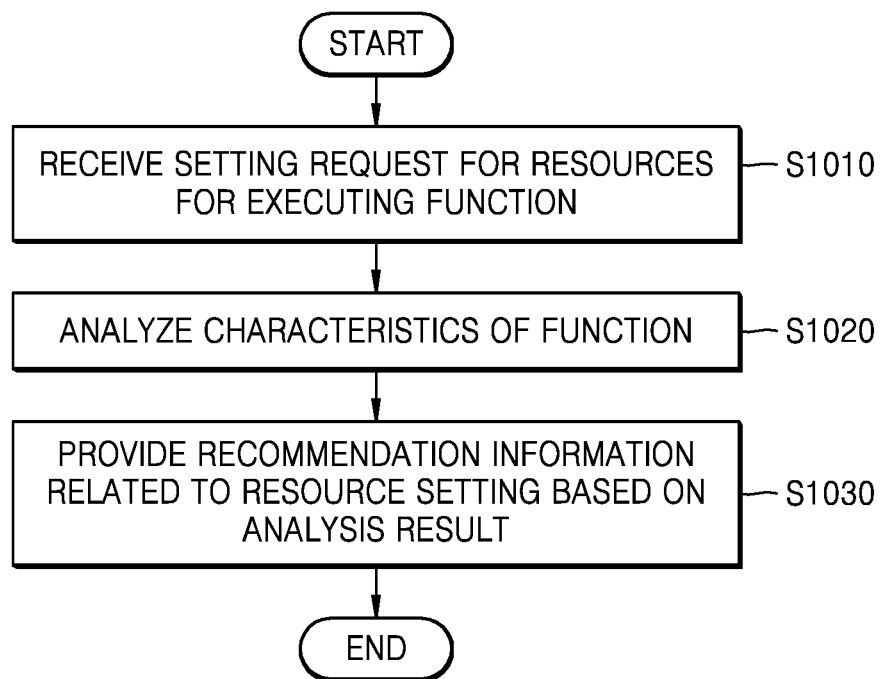 START
RECEIVE SETTING REQUEST FOR RESOURCES
FOR EXECUTING FUNCTION
S1010
ANALYZE CHARACTERISTICS OF FUNCTION
S1020
PROVIDE RECOMMENDATION INFORMATION
RELATED TO RESOURCE SETTING BASED ON
ANALYSIS RESULT
S1030
END